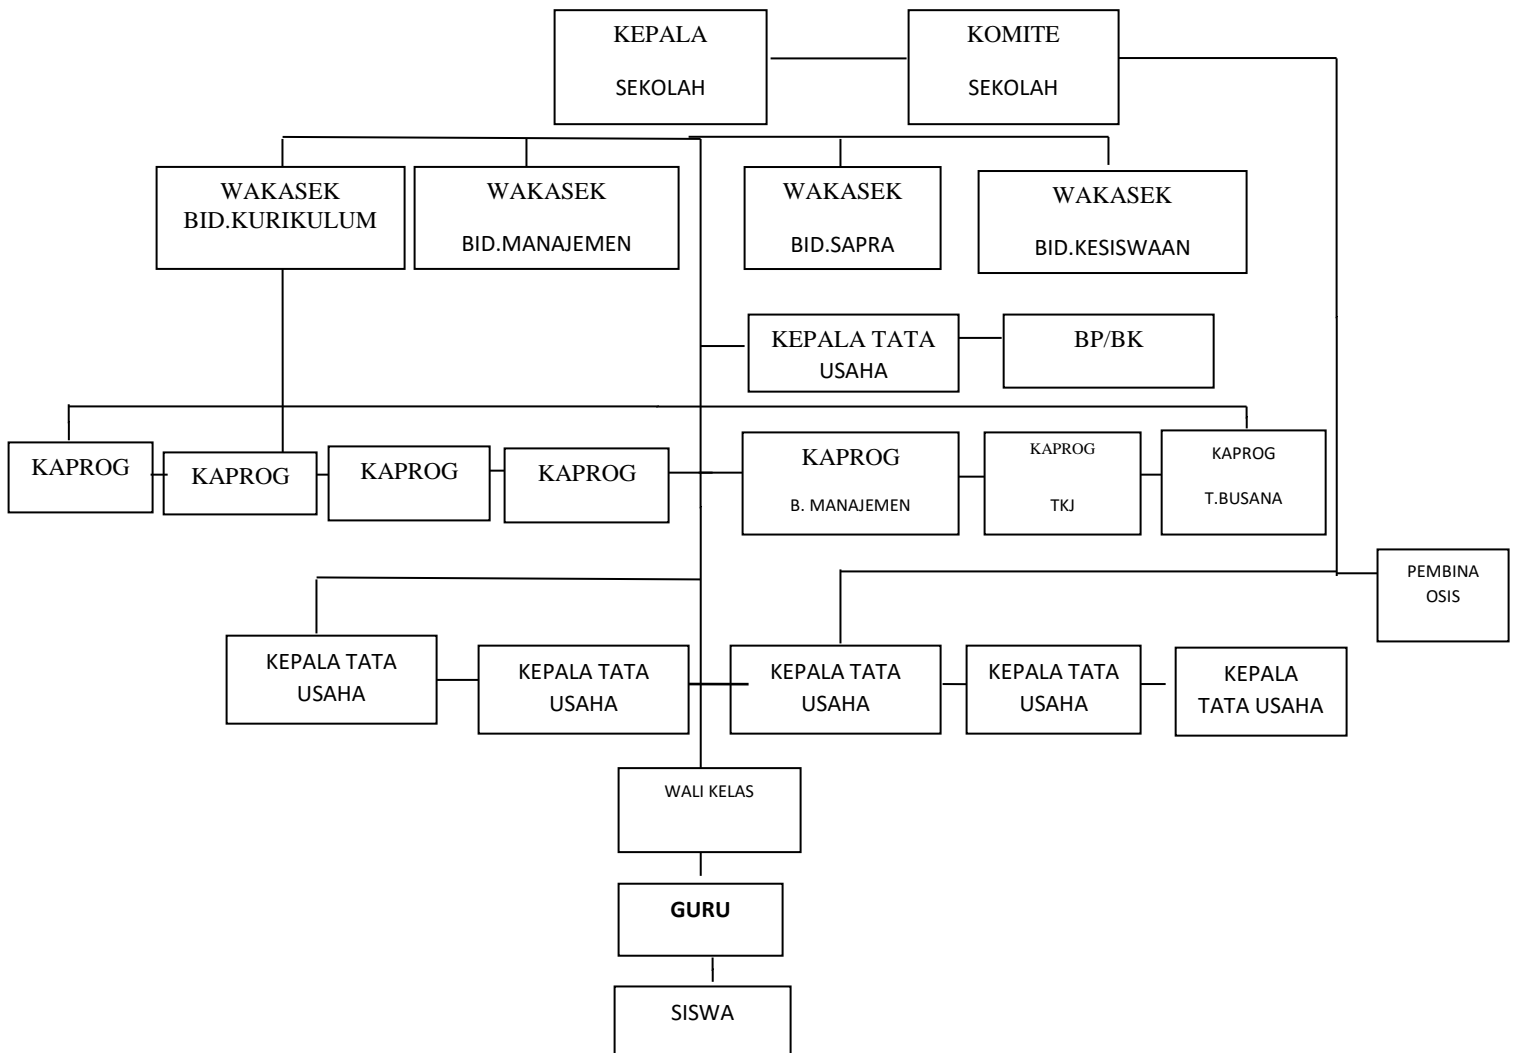 KEPALA
SEKOLAH
KOMITE
SEKOLAH
WAKASEK
BID.KURIKULUM
WAKASEK
BID.MANAJEMEN
WAKASEK
BID.SAPRA
WAKASEK
BID.KESISWAAN
KEPALA TATA
USAHA
BP/BK
KAPROG
KAPROG
KAPROG
KAPROG
KAPROG
B. MANAJEMEN
KAPROG
TKJ
KAPROG
T.BUSANA
PEMBINA
OSIS
KEPALA TATA
USAHA
KEPALA TATA
USAHA
KEPALA TATA
USAHA
KEPALA TATA
USAHA
KEPALA
TATA USAHA
WALI KELAS
GURU
SISWA